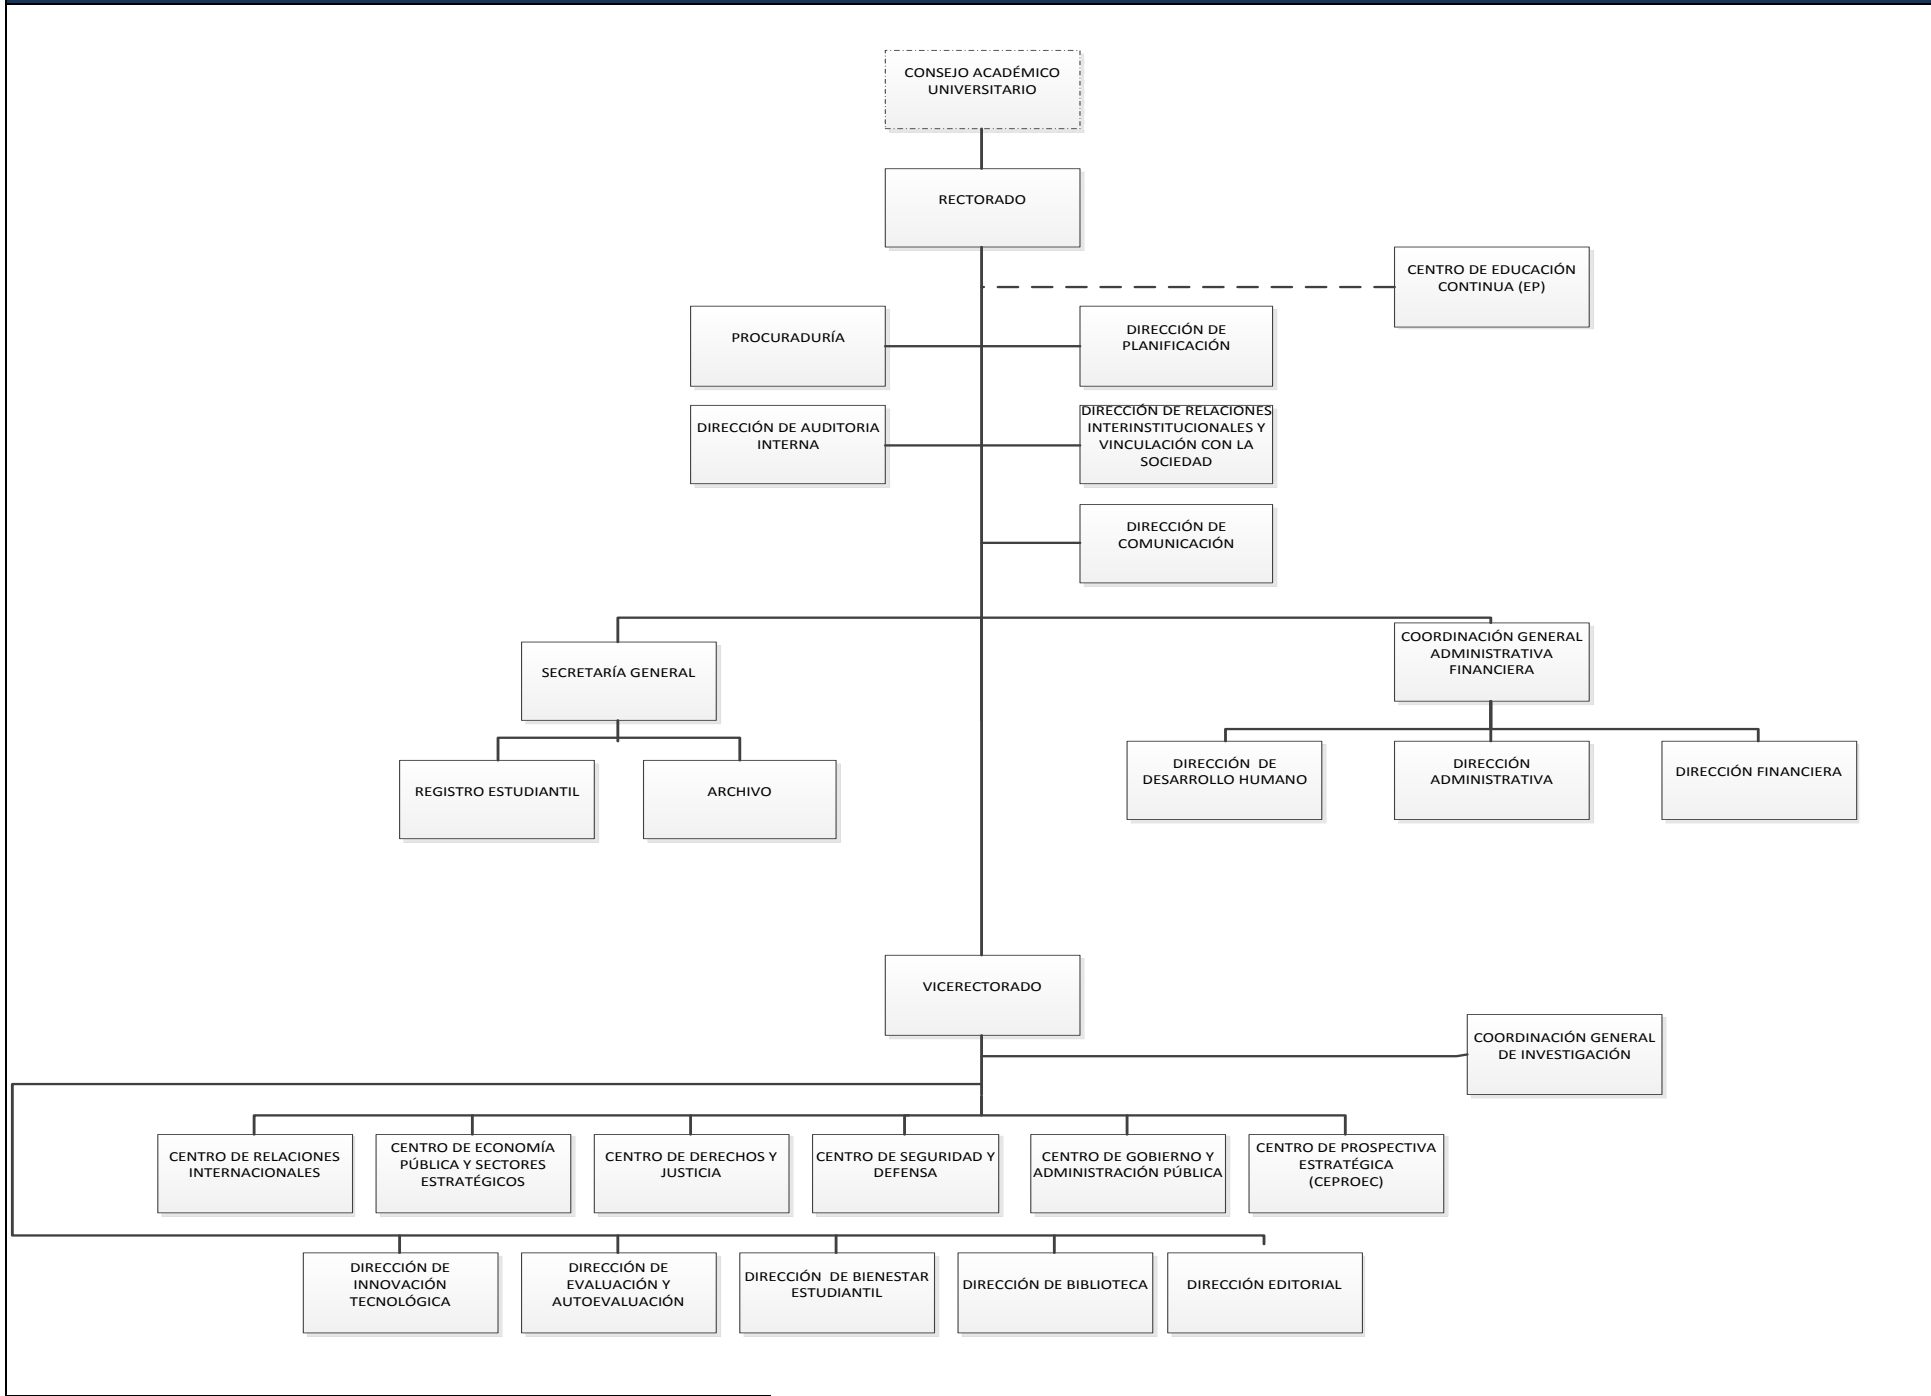 CONSEJO ACADÉMICO
UNIVERSITARIO
RECTORADO
CENTRO DE EDUCACIÓN
CONTINUA (EP)
PROCURADURÍA
DIRECCIÓN DE
PLANIFICACIÓN
DIRECCIÓN DE AUDITORIA
INTERNA
DIRECCIÓN DE RELACIONES
INTERINSTITUCIONALES Y
VINCULACIÓN CON LA
SOCIEDAD
DIRECCIÓN DE
COMUNICACIÓN
SECRETARÍA GENERAL
COORDINACIÓN GENERAL
ADMINISTRATIVA
FINANCIERA
REGISTRO ESTUDIANTIL
ARCHIVO
DIRECCIÓN DE
DESARROLLO HUMANO
DIRECCIÓN
ADMINISTRATIVA
DIRECCIÓN FINANCIERA
VICERECTORADO
COORDINACIÓN GENERAL
DE INVESTIGACIÓN
CENTRO DE RELACIONES
INTERNACIONALES
CENTRO DE ECONOMÍA
PÚBLICA Y SECTORES
ESTRATÉGICOS
CENTRO DE DERECHOS Y
JUSTICIA
CENTRO DE SEGURIDAD Y
DEFENSA
CENTRO DE GOBIERNO Y
ADMINISTRACIÓN PÚBLICA
CENTRO DE PROSPECTIVA
ESTRATÉGICA
(CEPROEC)
DIRECCIÓN DE
INNOVACIÓN
TECNOLÓGICA
DIRECCIÓN DE
EVALUACIÓN Y
AUTOEVALUACIÓN
DIRECCIÓN DE BIENESTAR
ESTUDIANTIL
DIRECCIÓN DE BIBLIOTECA
DIRECCIÓN EDITORIAL